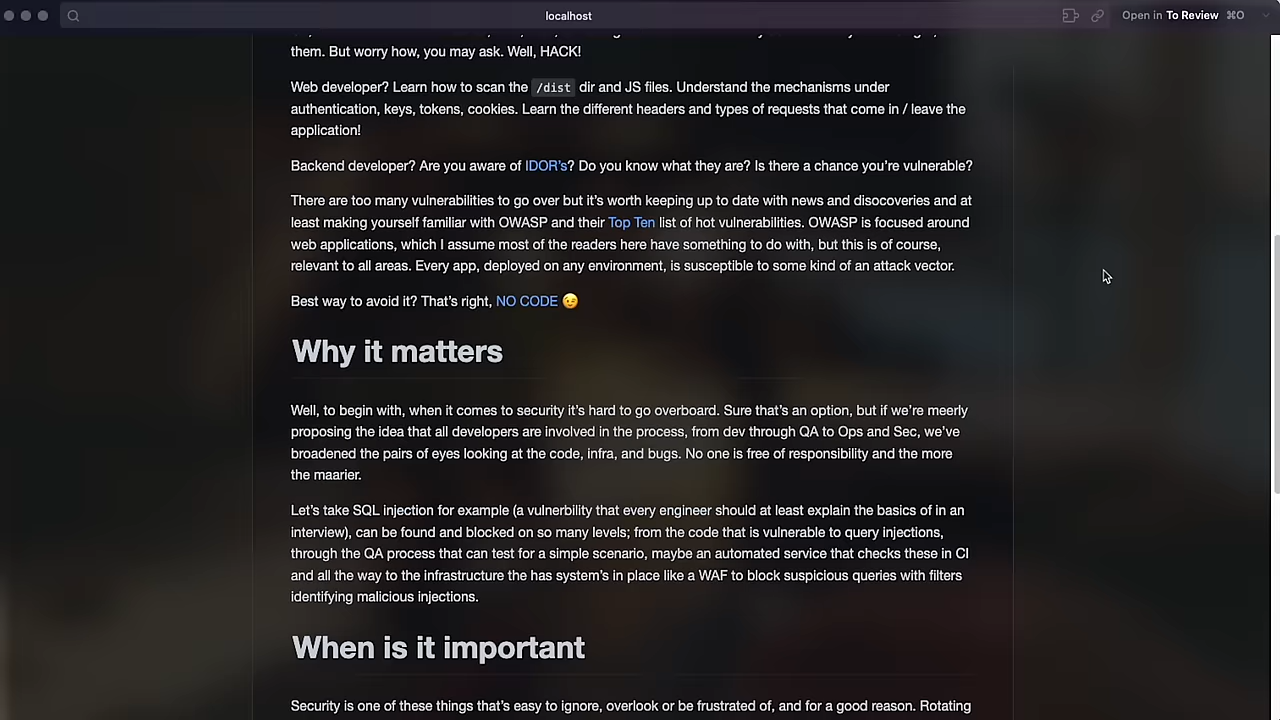 localhost
Open in To Review ⌘O
them. But worry how, you may ask. Well, HACK!
Web developer? Learn how to scan the /dist dir and JS files. Understand the mechanisms under
authentication, keys, tokens, cookies. Learn the different headers and types of requests that come in / leave the
application!
Backend developer? Are you aware of IDOR's? Do you know what they are? Is there a chance you're vulnerable?
There are too many vulnerabilities to go over but it's worth keeping up to date with news and disocoveries and at
least making yourself familiar with OWASP and their Top Ten list of hot vulnerabilities. OWASP is focused around
web applications, which I assume most of the readers here have something to do with, but this is of course,
relevant to all areas. Every app, deployed on any environment, is susceptible to some kind of an attack vector.
Best way to avoid it? That's right, NO CODE 😉
Why it matters
Well, to begin with, when it comes to security it's hard to go overboard. Sure that's an option, but if we're meerly
proposing the idea that all developers are involved in the process, from dev through QA to Ops and Sec, we've
broadened the pairs of eyes looking at the code, infra, and bugs. No one is free of responsibility and the more
the maarier.
Let's take SQL injection for example (a vulnerbility that every engineer should at least explain the basics of in an
interview), can be found and blocked on so many levels; from the code that is vulnerable to query injections,
through the QA process that can test for a simple scenario, maybe an automated service that checks these in CI
and all the way to the infrastructure the has system's in place like a WAF to block suspicious queries with filters
identifying malicious injections.
When is it important
Security is one of these things that's easy to ignore, overlook or be frustrated of, and for a good reason. Rotating